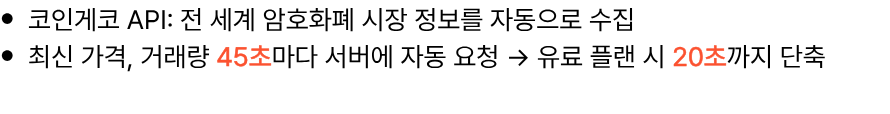 • 코인게코 API: 전 세계 암호화폐 시장 정보를 자동으로 수집
• 최신 가격, 거래량 45초마다 서버에 자동 요청 → 유료 플랜 시 20초까지 단축